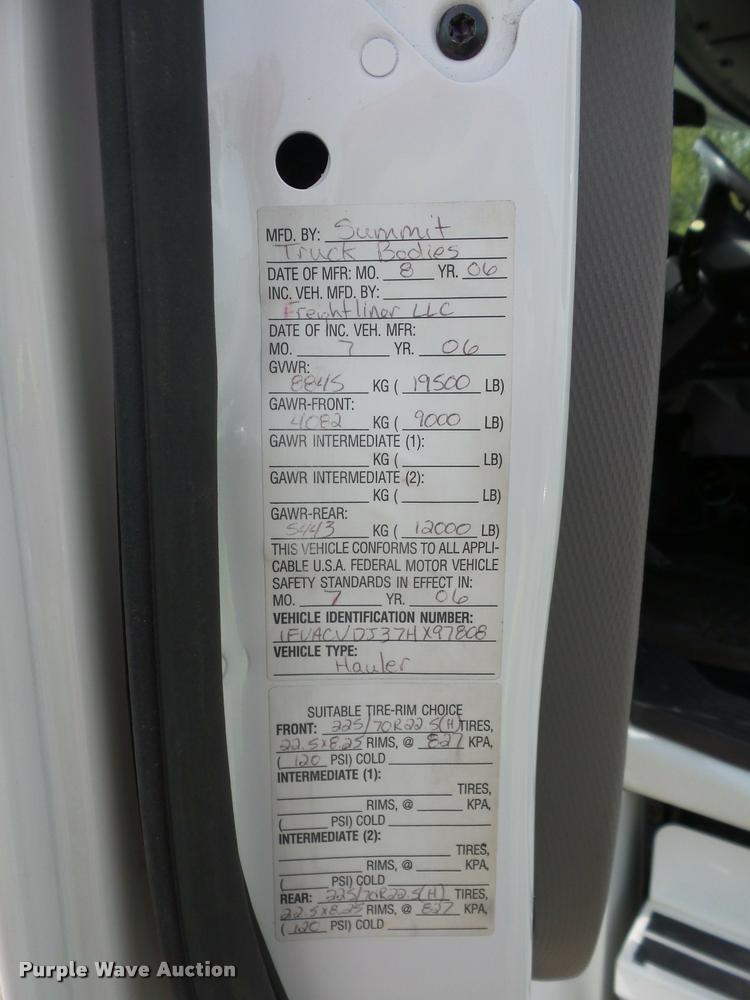 MFD. BY: Summit
Truck Bodies
DATE OF MFR: MO. 8 YR. 06
INC. VEH. MFD. BY:
Freightliner LLC
DATE OF INC. VEH. MFR:
MO. 7 YR. 06
GVWR:
8845 KG ( 19500 LB)
GAWR-FRONT:
4082 KG ( 9000 LB)
GAWR INTERMEDIATE (1):
KG ( LB)
GAWR INTERMEDIATE (2):
KG ( LB)
GAWR-REAR:
5443 KG ( 12000 LB)
THIS VEHICLE CONFORMS TO ALL APPLI-
CABLE U.S.A. FEDERAL MOTOR VEHICLE
SAFETY STANDARDS IN EFFECT IN:
MO. 7 YR. 06
VEHICLE IDENTIFICATION NUMBER:
1FVACVDJ37HX97808
VEHICLE TYPE:
Hauler
SUITABLE TIRE-RIM CHOICE
FRONT: 225/70R22.5(H) TIRES,
22.5x8.25 RIMS, @ 827 KPA,
( 120 PSI) COLD
INTERMEDIATE (1):
TIRES,
RIMS, @ KPA,
( PSI) COLD
INTERMEDIATE (2):
TIRES,
RIMS, @ KPA,
( PSI) COLD
REAR: 225/70R22.5(H) TIRES,
22.5x8.25 RIMS, @ 827 KPA,
( 120 PSI) COLD
Purple Wave Auction